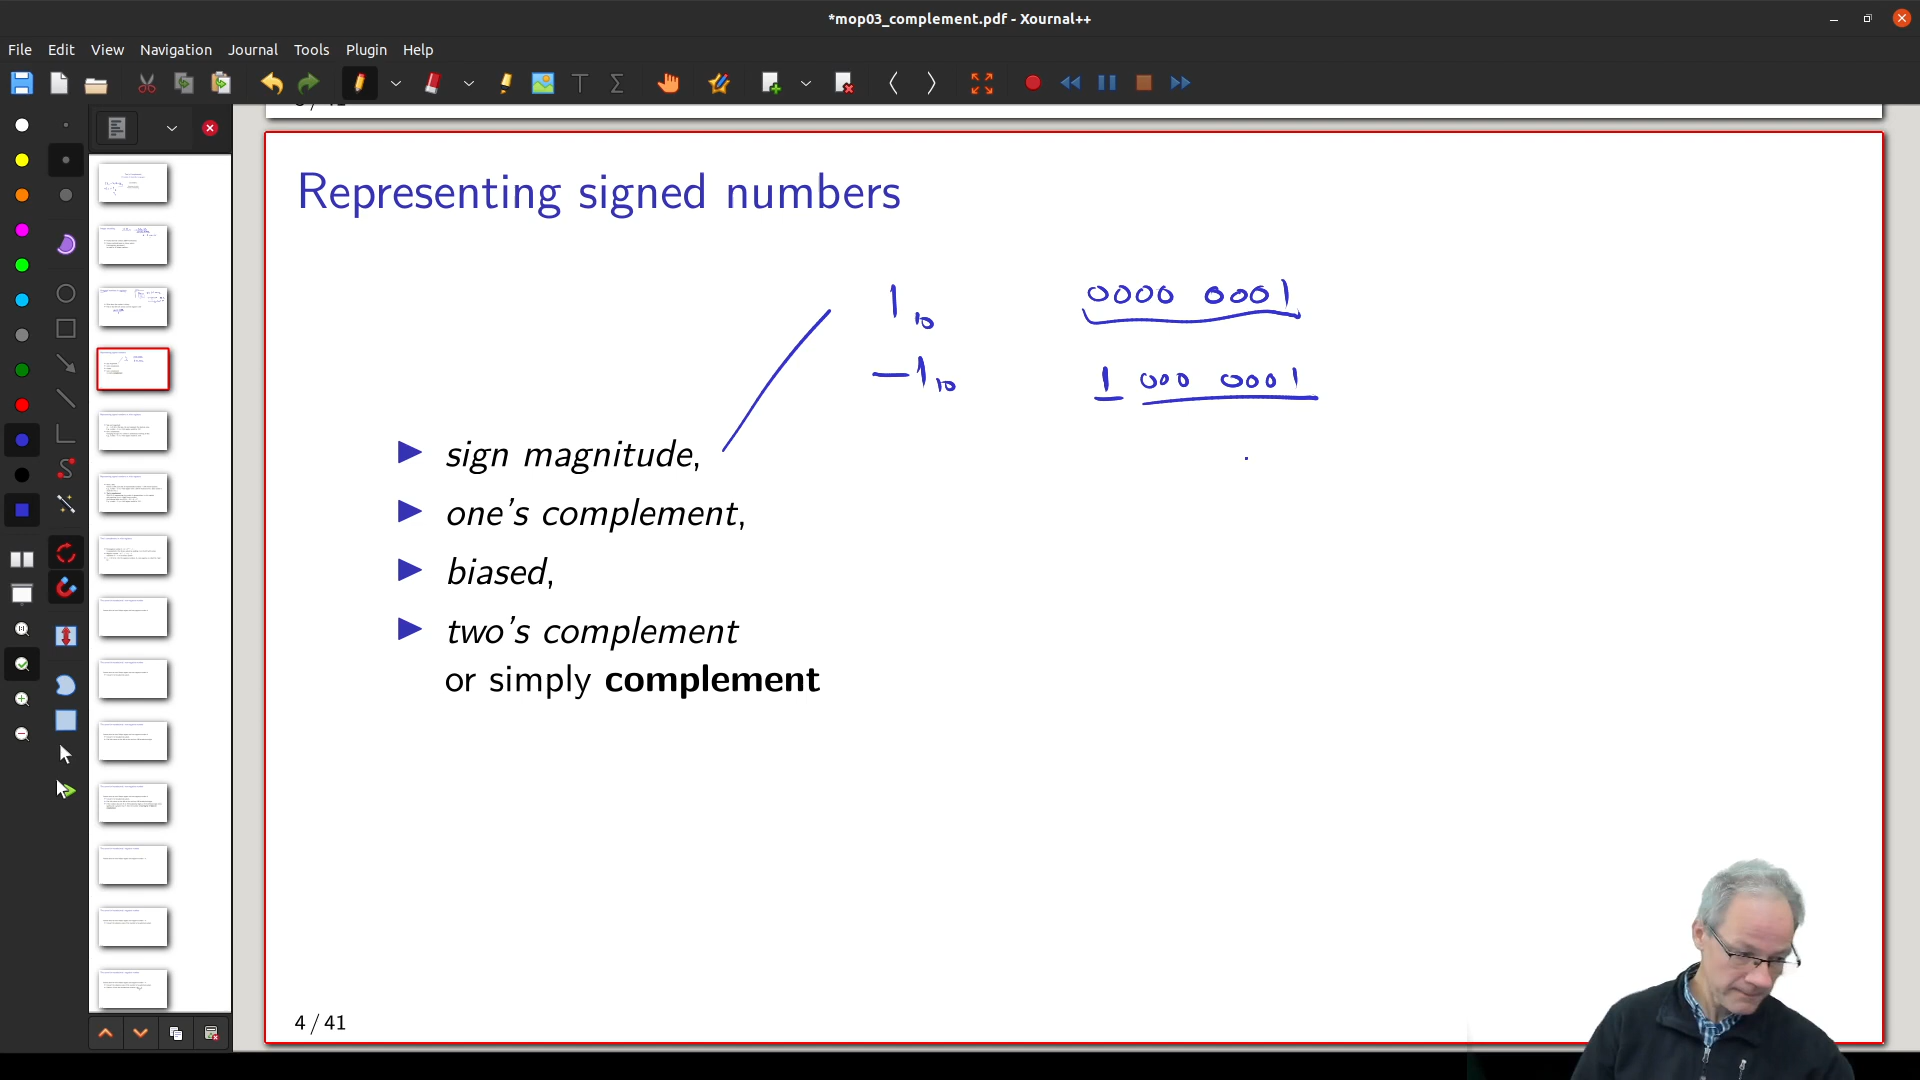 *mop03_complement.pdf - Xournal++
File Edit View Navigation Journal Tools Plugin Help
Representing signed numbers
1₁₀ 0000 0001
−1₁₀ 1 000 0001
▶ sign magnitude,
▶ one's complement,
▶ biased,
▶ two's complement
or simply complement
4 / 41